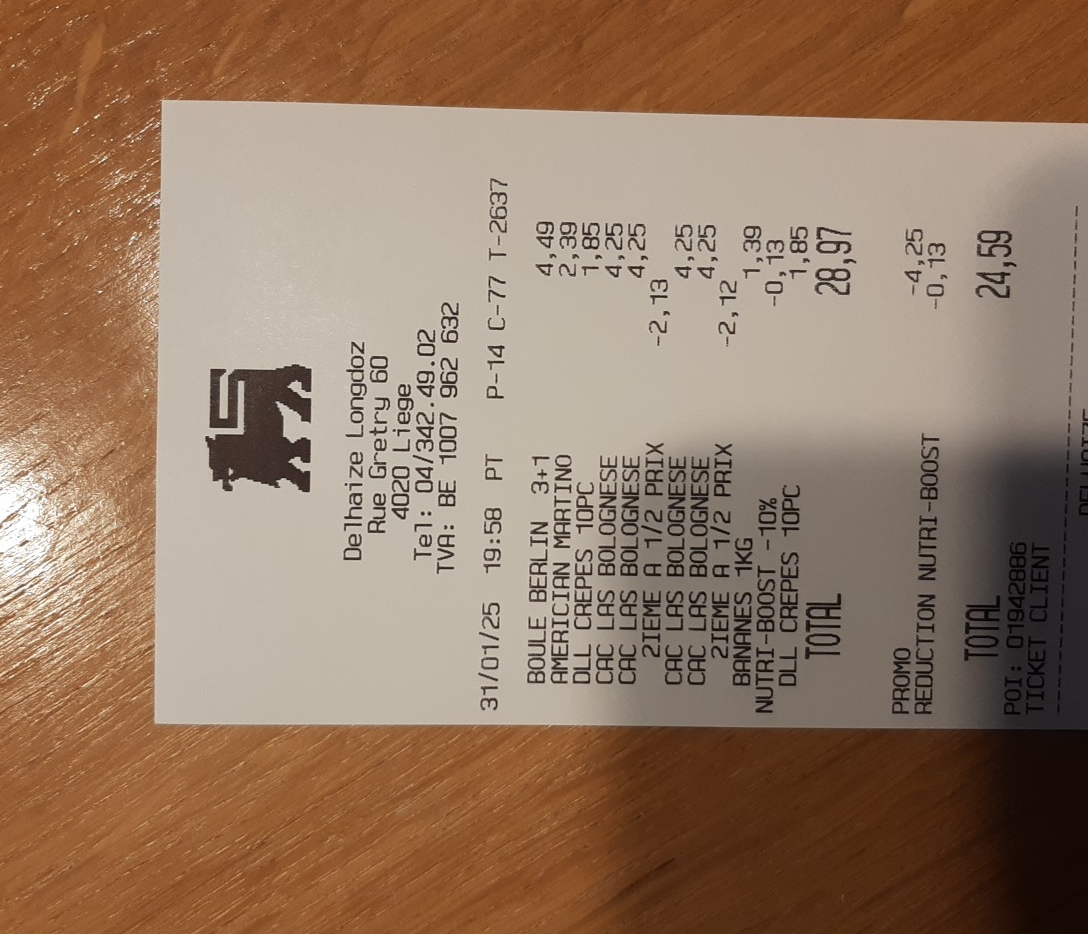 Delhaize Longdoz
Rue Gretry 60
4020 Liege
Tel: 04/342.49.02
TVA: BE 1007 962 632
31/01/25 19:58 PT P-14 C-77 T-2637
BOULE BERLIN 3+1 4,49
AMERICIAN MARTINO 2,39
DLL CREPES 10PC 1,85
CAC LAS BOLOGNESE 4,25
CAC LAS BOLOGNESE 4,25
2IEME A 1/2 PRIX -2,13
CAC LAS BOLOGNESE 4,25
CAC LAS BOLOGNESE 4,25
2IEME A 1/2 PRIX -2,12
BANANES 1KG 1,39
NUTRI-BOOST -10% -0,13
DLL CREPES 10PC 1,85
TOTAL 28,97
PROMO -4,25
REDUCTION NUTRI-BOOST -0,13
TOTAL 24,59
POI: 01942886
TICKET CLIENT